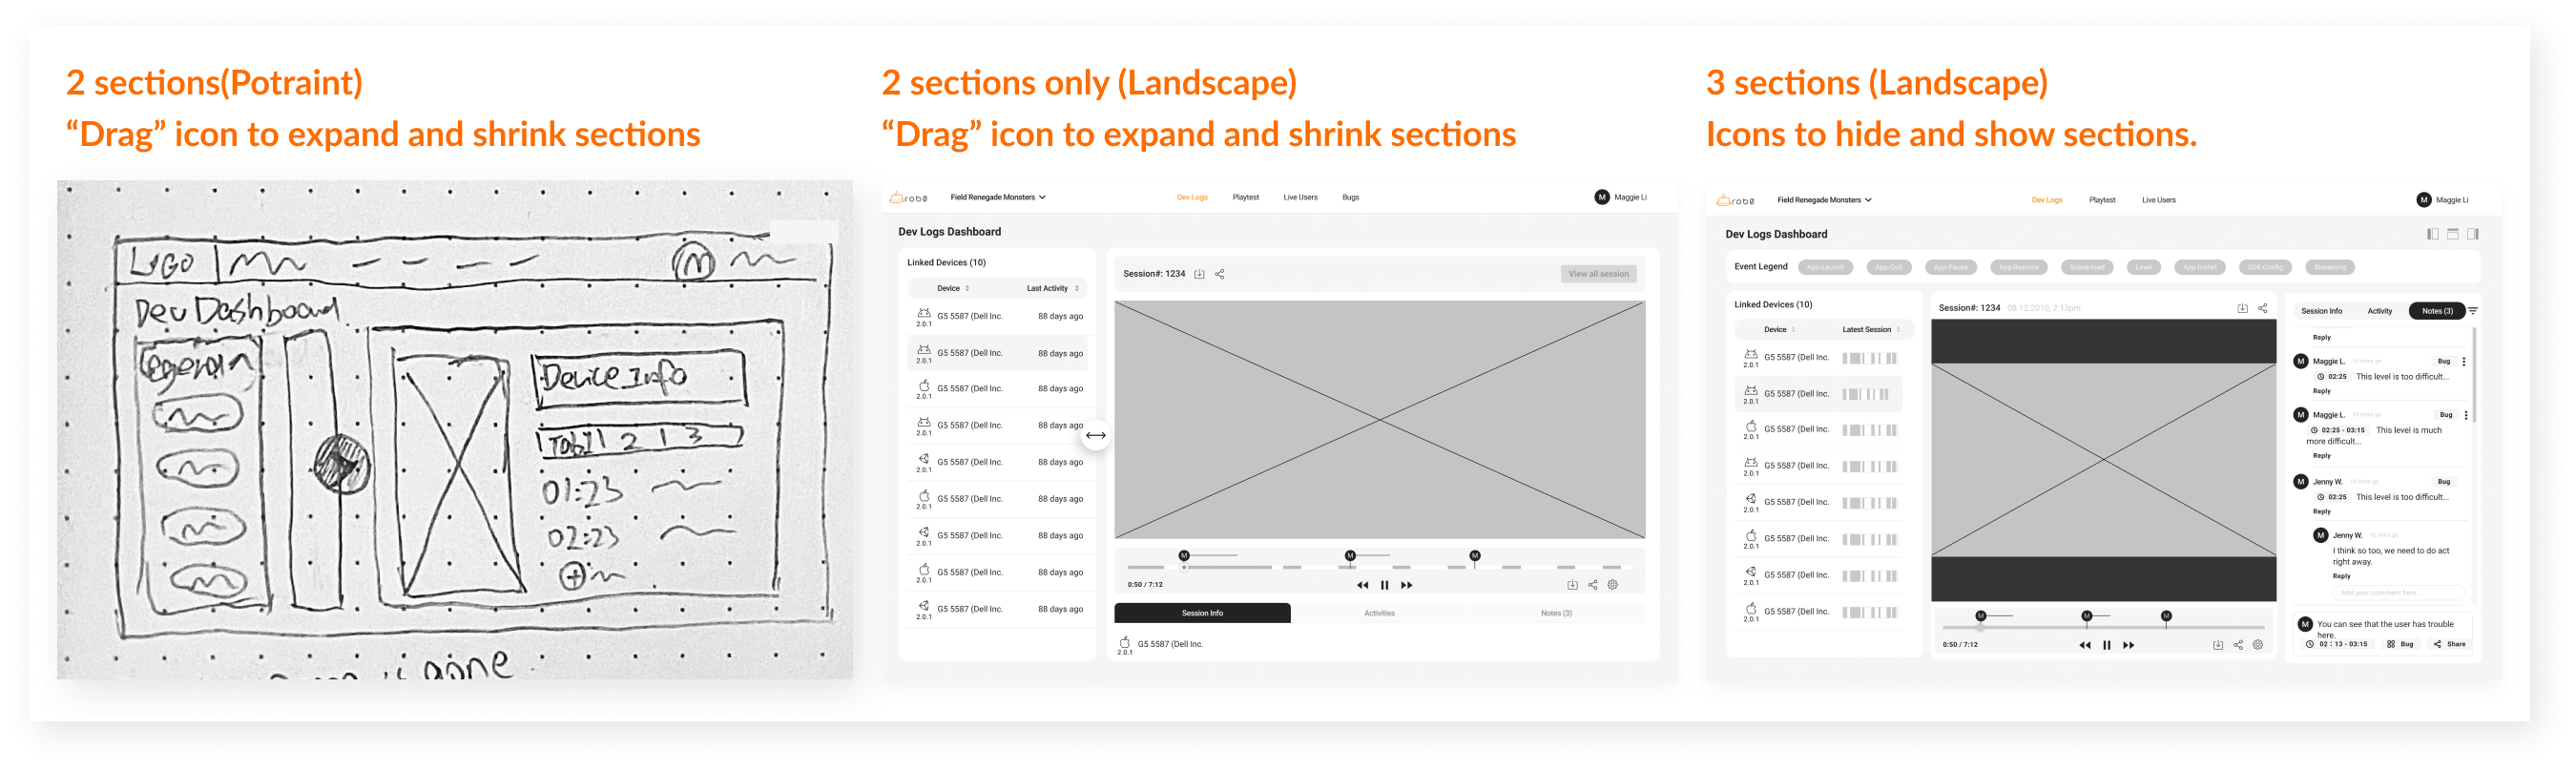 2 sections(Potraint)
“Drag” icon to expand and shrink sections
LOGO
M
Dev Dashboard
Device Info
Tab1 2 3
01:23
02:23
gone
2 sections only (Landscape)
“Drag” icon to expand and shrink sections
rob0
Field Renegade Monsters
Dev Logs
Playtest
Live Users
Bugs
M
Maggie Li
Dev Logs Dashboard
Linked Devices (10)
Device
Last Activity
2.0.1
G5 5587 (Dell Inc.
88 days ago
2.0.1
G5 5587 (Dell Inc.
88 days ago
2.0.1
G5 5587 (Dell Inc.
88 days ago
2.0.1
G5 5587 (Dell Inc.
88 days ago
2.0.1
G5 5587 (Dell Inc.
88 days ago
2.0.1
G5 5587 (Dell Inc.
88 days ago
2.0.1
G5 5587 (Dell Inc.
88 days ago
2.0.1
G5 5587 (Dell Inc.
88 days ago
2.0.1
G5 5587 (Dell Inc.
88 days ago
Session#: 1234
View all session
M
M
M
0:50 / 7:12
Session Info
Activities
Notes (3)
2.0.1
G5 5587 (Dell Inc.
3 sections (Landscape)
Icons to hide and show sections.
rob0
Field Renegade Monsters
Dev Logs
Playtest
Live Users
M
Maggie Li
Dev Logs Dashboard
Event Legend
App-Launch
App-Quit
App-Pause
App-Resume
Scene-load
Level
App-Install
SDK-Config
Streaming
Linked Devices (10)
Device
Latest Session
2.0.1
G5 5587 (Dell Inc.
2.0.1
G5 5587 (Dell Inc.
2.0.1
G5 5587 (Dell Inc.
2.0.1
G5 5587 (Dell Inc.
2.0.1
G5 5587 (Dell Inc.
2.0.1
G5 5587 (Dell Inc.
2.0.1
G5 5587 (Dell Inc.
2.0.1
G5 5587 (Dell Inc.
Session#: 1234
08.12.2010, 2:13pm
M
M
M
0:50 / 7:12
Session Info
Activity
Notes (3)
Reply
M
Maggie L.
10 mins go
Bug
02:25
This level is too difficult...
Reply
M
Maggie L.
10 mins go
Bug
02:25 - 03:15
This level is much
more difficult...
Reply
M
Jenny W.
10 mins go
Bug
02:25
This level is too difficult...
Reply
M
Jenny W.
10 mins go
I think so too, we need to do act
right away.
Reply
Add your comment here...
M
You can see that the user has trouble
here.
02 : 13 - 03:15
Bug
Share